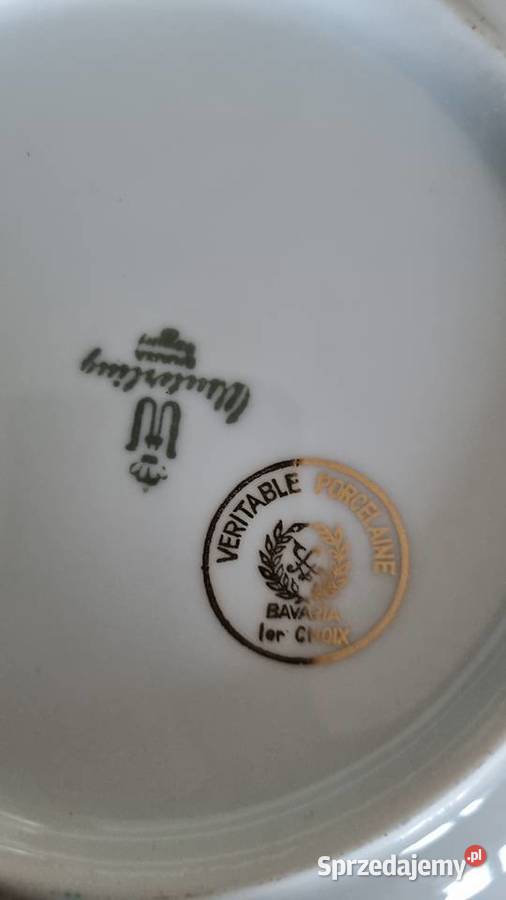 Winterling
BAVARIA
VERITABLE PORCELAINE
BAVARIA
1er CHOIX
Sprzedajemy.pl